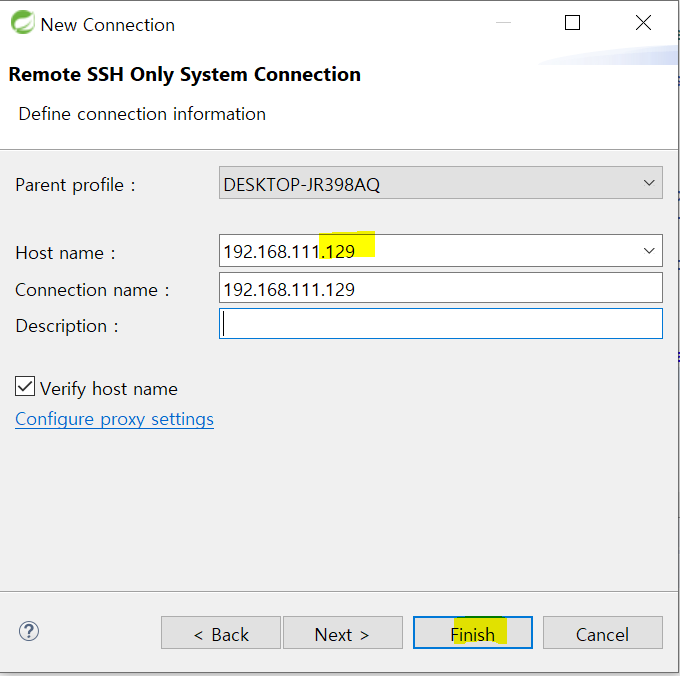 New Connection
Remote SSH Only System Connection
Define connection information
Parent profile : DESKTOP-JR398AQ
Host name : 192.168.111.129
Connection name : 192.168.111.129
Description :
Verify host name
Configure proxy settings
? < Back Next > Finish Cancel